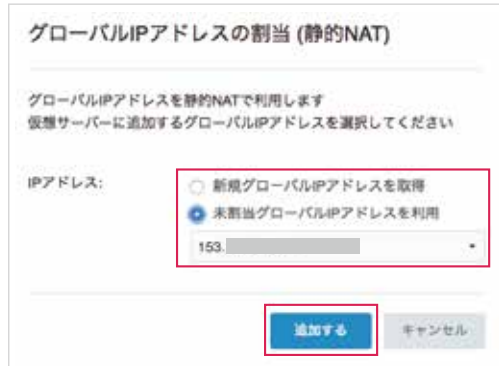 グローバルIPアドレスの割当 (静的NAT)
グローバルIPアドレスを静的NATで利用します
仮想サーバーに追加するグローバルIPアドレスを選択してください
IPアドレス:
新規グローバルIPアドレスを取得
未割当グローバルIPアドレスを利用
153.
追加する
キャンセル